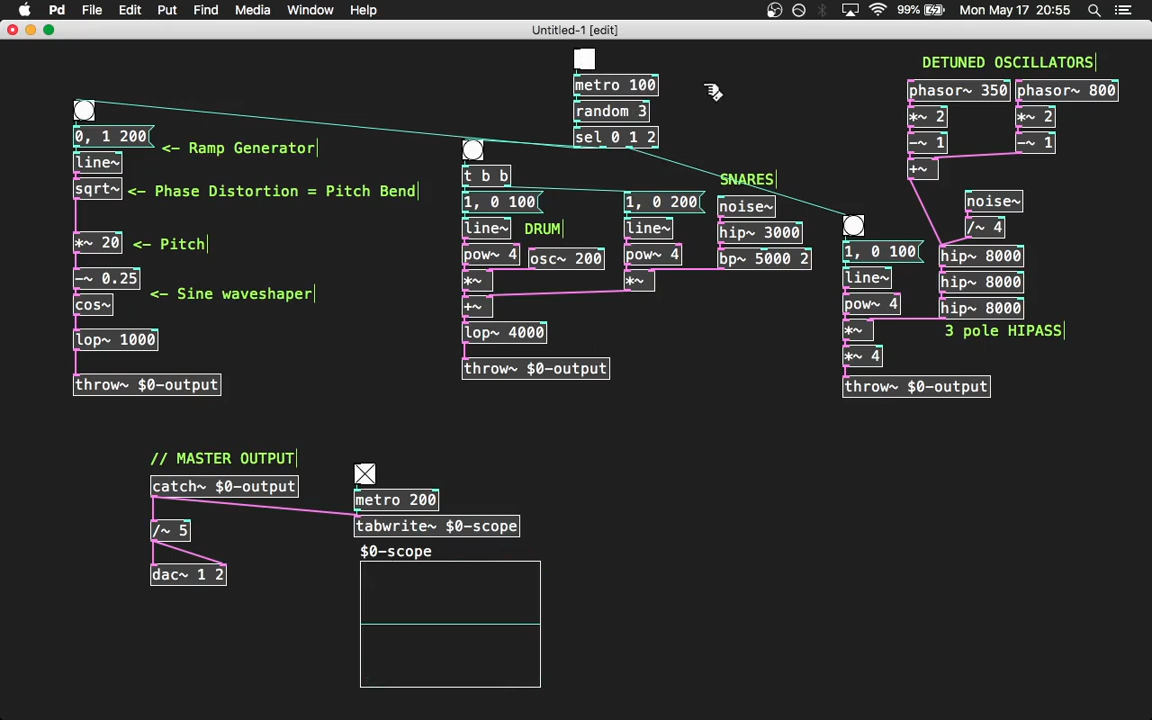 Pd File Edit Put Find Media Window Help 99% Mon May 17 20:55
Untitled-1 [edit]
metro 100
random 3
sel 0 1 2
0, 1 200
<- Ramp Generator
line~
sqrt~
<- Phase Distortion = Pitch Bend
*~ 20
<- Pitch
-~ 0.25
<- Sine waveshaper
cos~
lop~ 1000
throw~ $0-output
t b b
1, 0 100
line~
DRUM
pow~ 4
osc~ 200
*~
+~
lop~ 4000
throw~ $0-output
1, 0 200
line~
pow~ 4
*~
SNARES
noise~
hip~ 3000
bp~ 5000 2
DETUNED OSCILLATORS
phasor~ 350
phasor~ 800
*~ 2
*~ 2
-~ 1
-~ 1
+~
noise~
/~ 4
hip~ 8000
hip~ 8000
hip~ 8000
3 pole HIPASS
1, 0 100
line~
pow~ 4
*~
*~ 4
throw~ $0-output
// MASTER OUTPUT
catch~ $0-output
/~ 5
dac~ 1 2
metro 200
tabwrite~ $0-scope
$0-scope